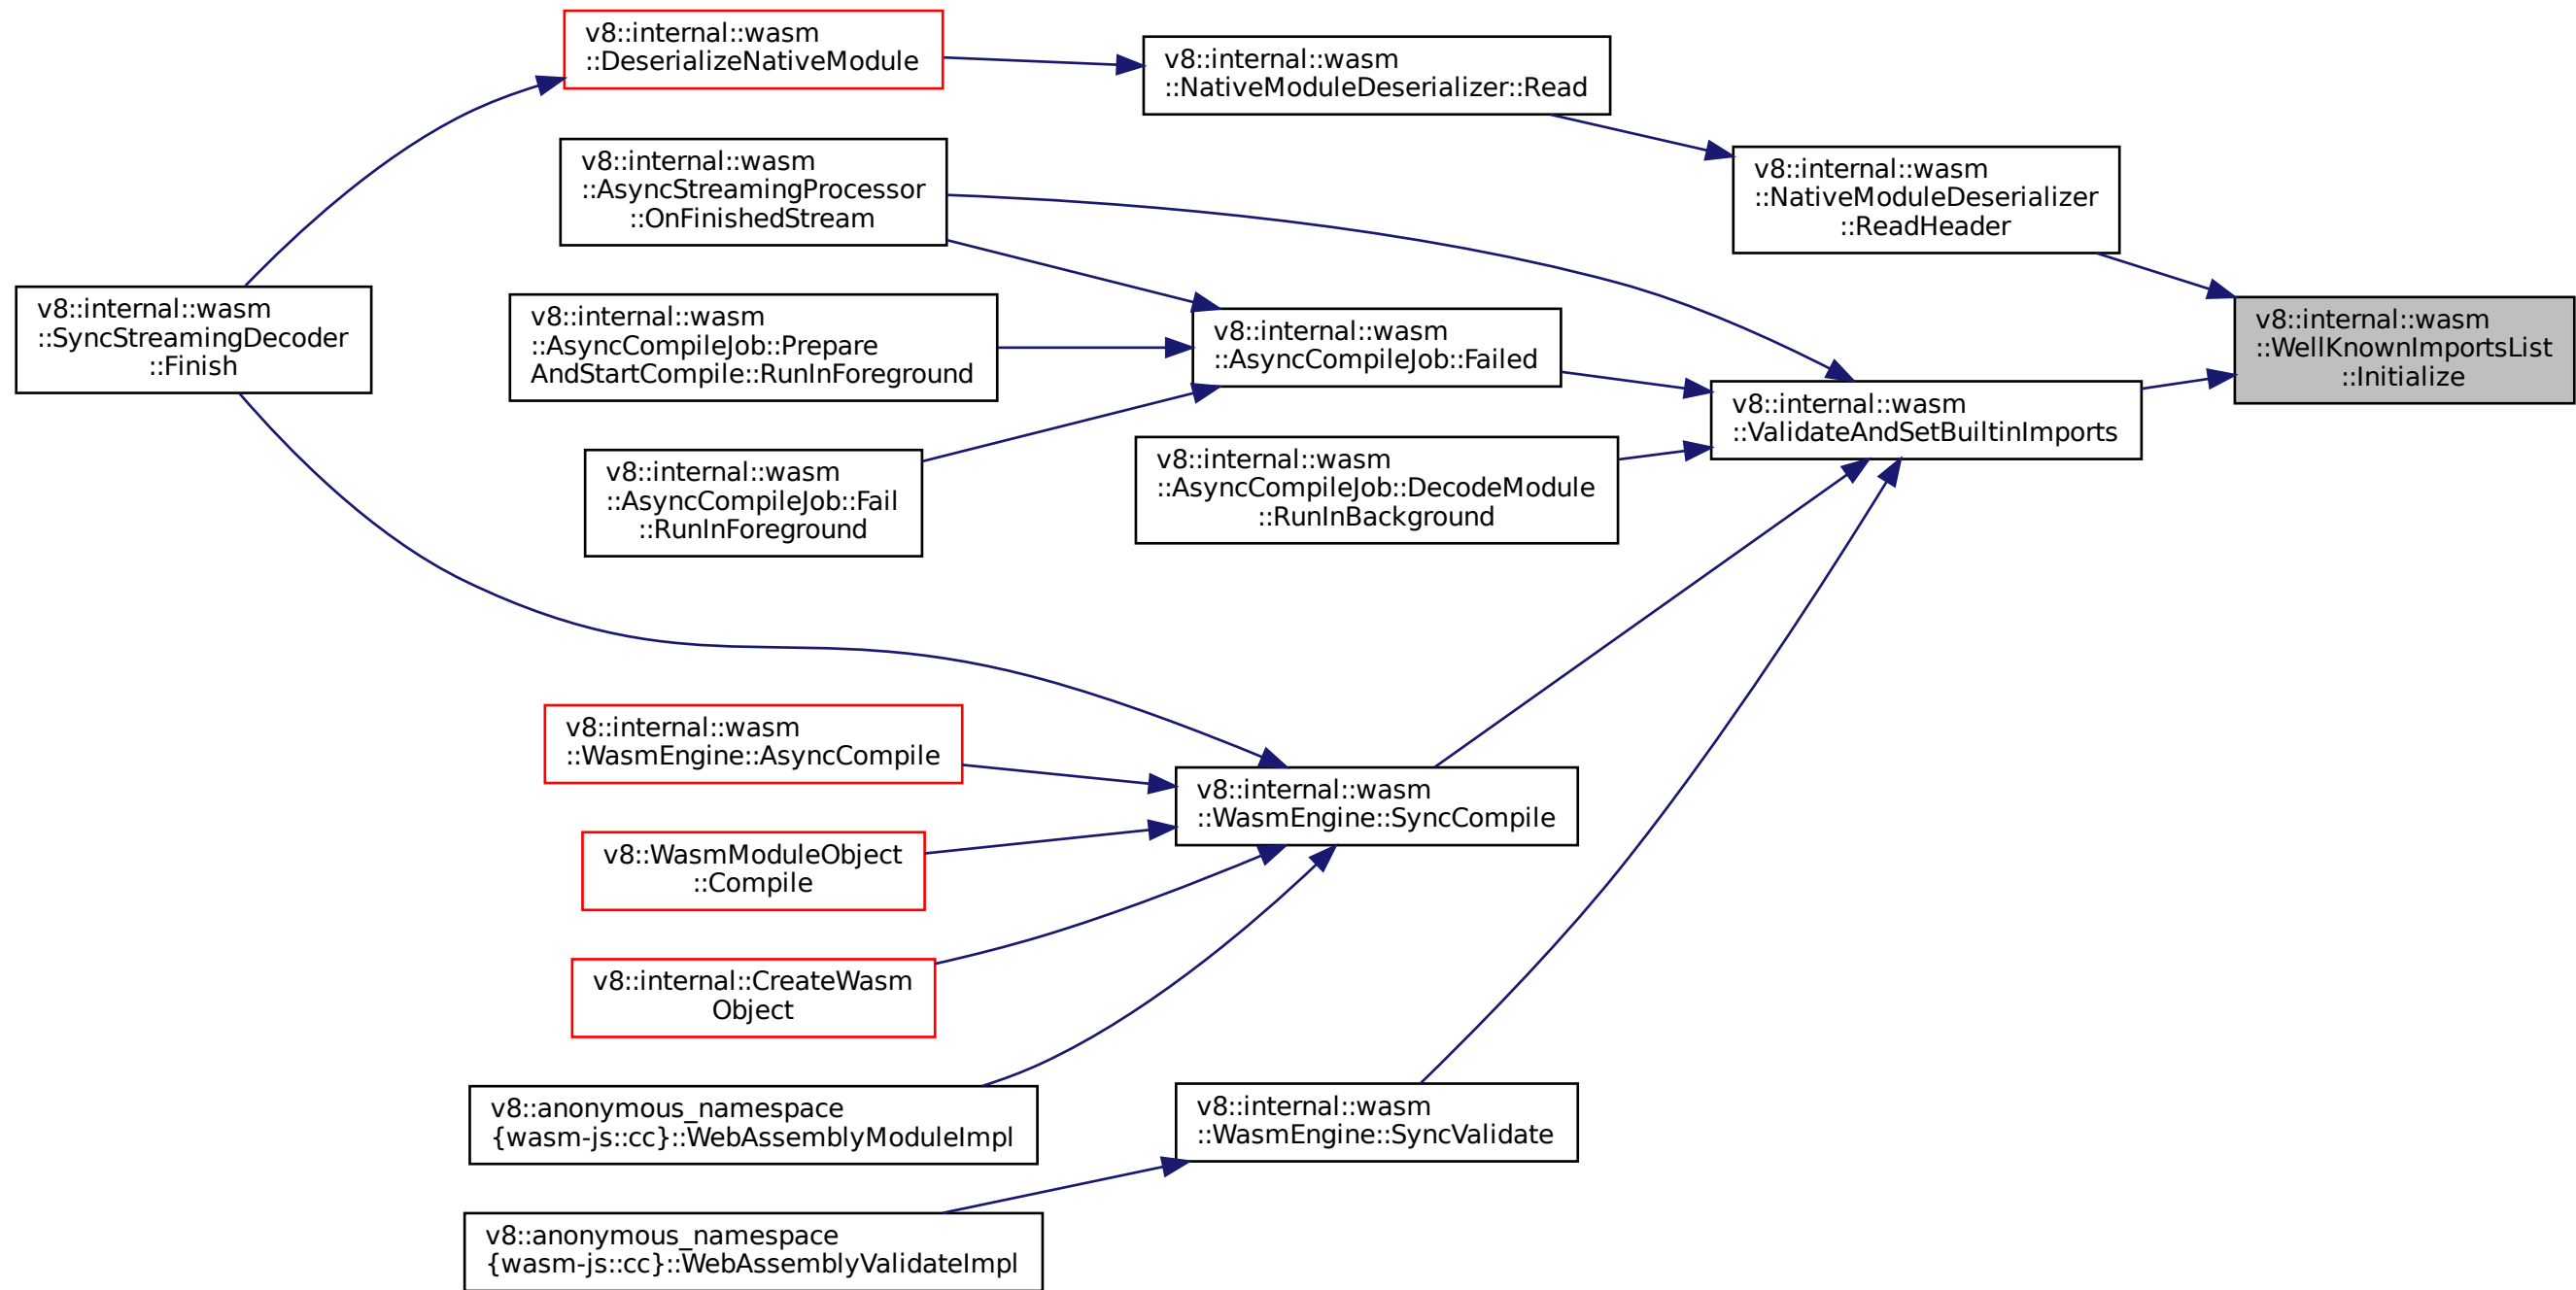 v8::internal::wasm
::DeserializeNativeModule
v8::internal::wasm
::NativeModuleDeserializer::Read
v8::internal::wasm
::AsyncStreamingProcessor
::OnFinishedStream
v8::internal::wasm
::NativeModuleDeserializer
::ReadHeader
v8::internal::wasm
::SyncStreamingDecoder
::Finish
v8::internal::wasm
::AsyncCompileJob::Prepare
AndStartCompile::RunInForeground
v8::internal::wasm
::AsyncCompileJob::Failed
v8::internal::wasm
::WellKnownImportsList
::Initialize
v8::internal::wasm
::ValidateAndSetBuiltinImports
v8::internal::wasm
::AsyncCompileJob::Fail
::RunInForeground
v8::internal::wasm
::AsyncCompileJob::DecodeModule
::RunInBackground
v8::internal::wasm
::WasmEngine::AsyncCompile
v8::internal::wasm
::WasmEngine::SyncCompile
v8::WasmModuleObject
::Compile
v8::internal::CreateWasm
Object
v8::anonymous_namespace
{wasm-js::cc}::WebAssemblyModuleImpl
v8::internal::wasm
::WasmEngine::SyncValidate
v8::anonymous_namespace
{wasm-js::cc}::WebAssemblyValidateImpl